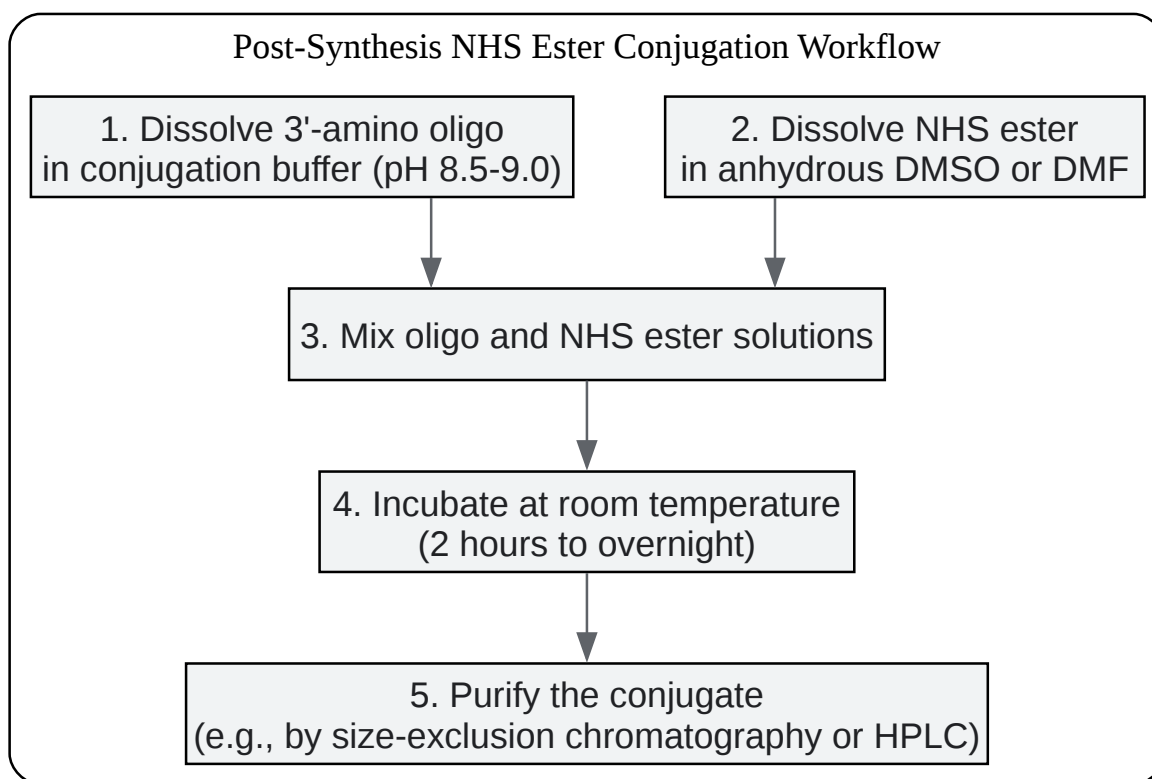 Post-Synthesis NHS Ester Conjugation Workflow
1. Dissolve 3'-amino oligo
in conjugation buffer (pH 8.5-9.0)
2. Dissolve NHS ester
in anhydrous DMSO or DMF
3. Mix oligo and NHS ester solutions
4. Incubate at room temperature
(2 hours to overnight)
5. Purify the conjugate
(e.g., by size-exclusion chromatography or HPLC)